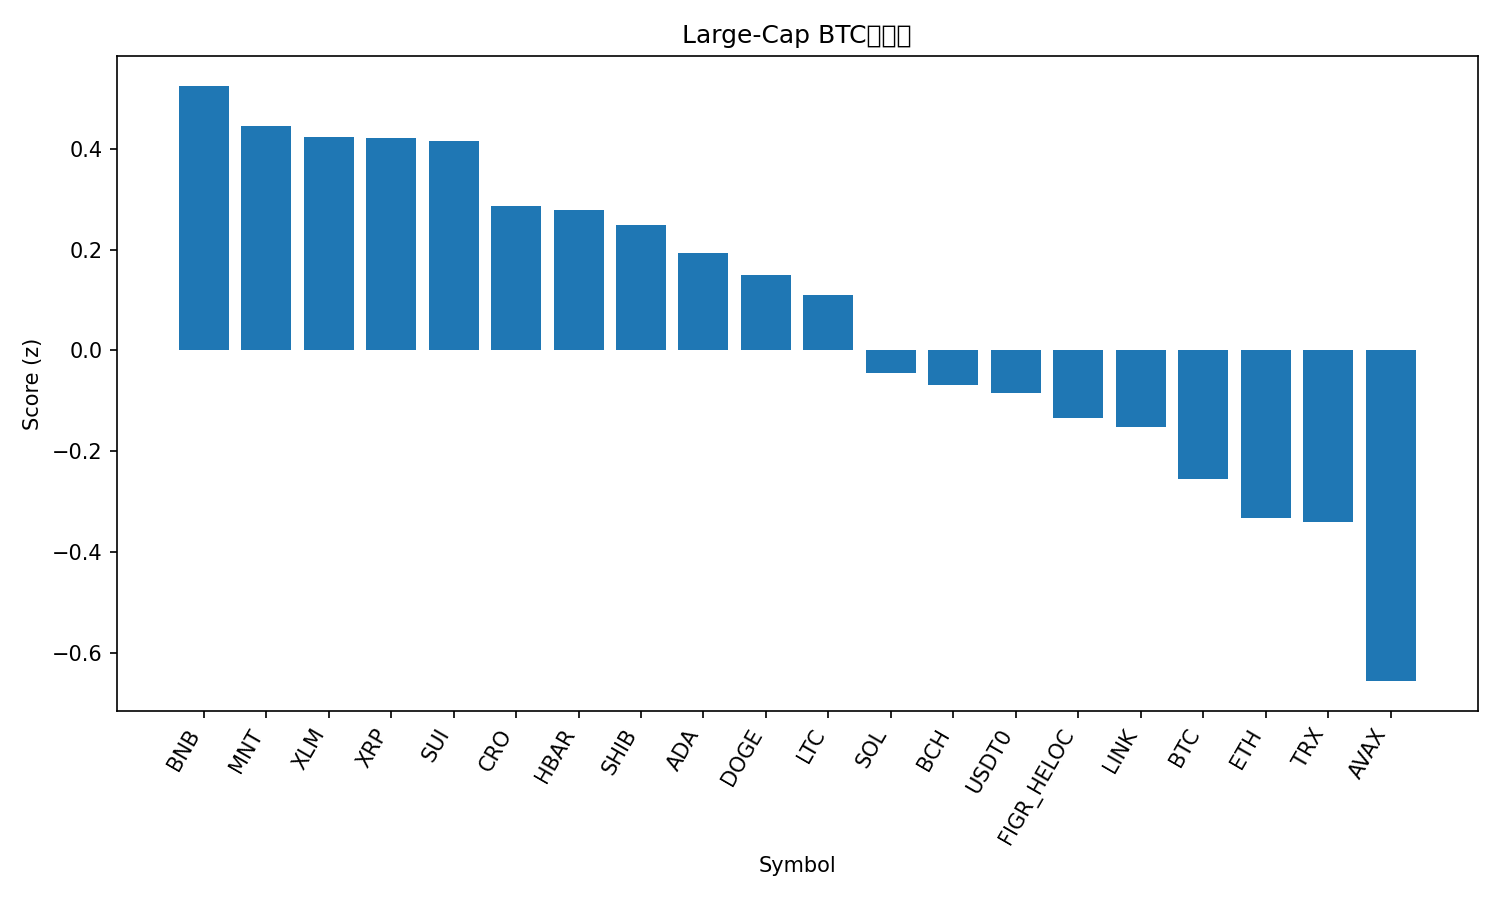 Large-Cap BTC
0.4
0.2
0.0
−0.2
−0.4
−0.6
Score (z)
BNB
MNT
XLM
XRP
SUI
CRO
HBAR
SHIB
ADA
DOGE
LTC
SOL
BCH
USDT0
FIGR_HELOC
LINK
BTC
ETH
TRX
AVAX
Symbol